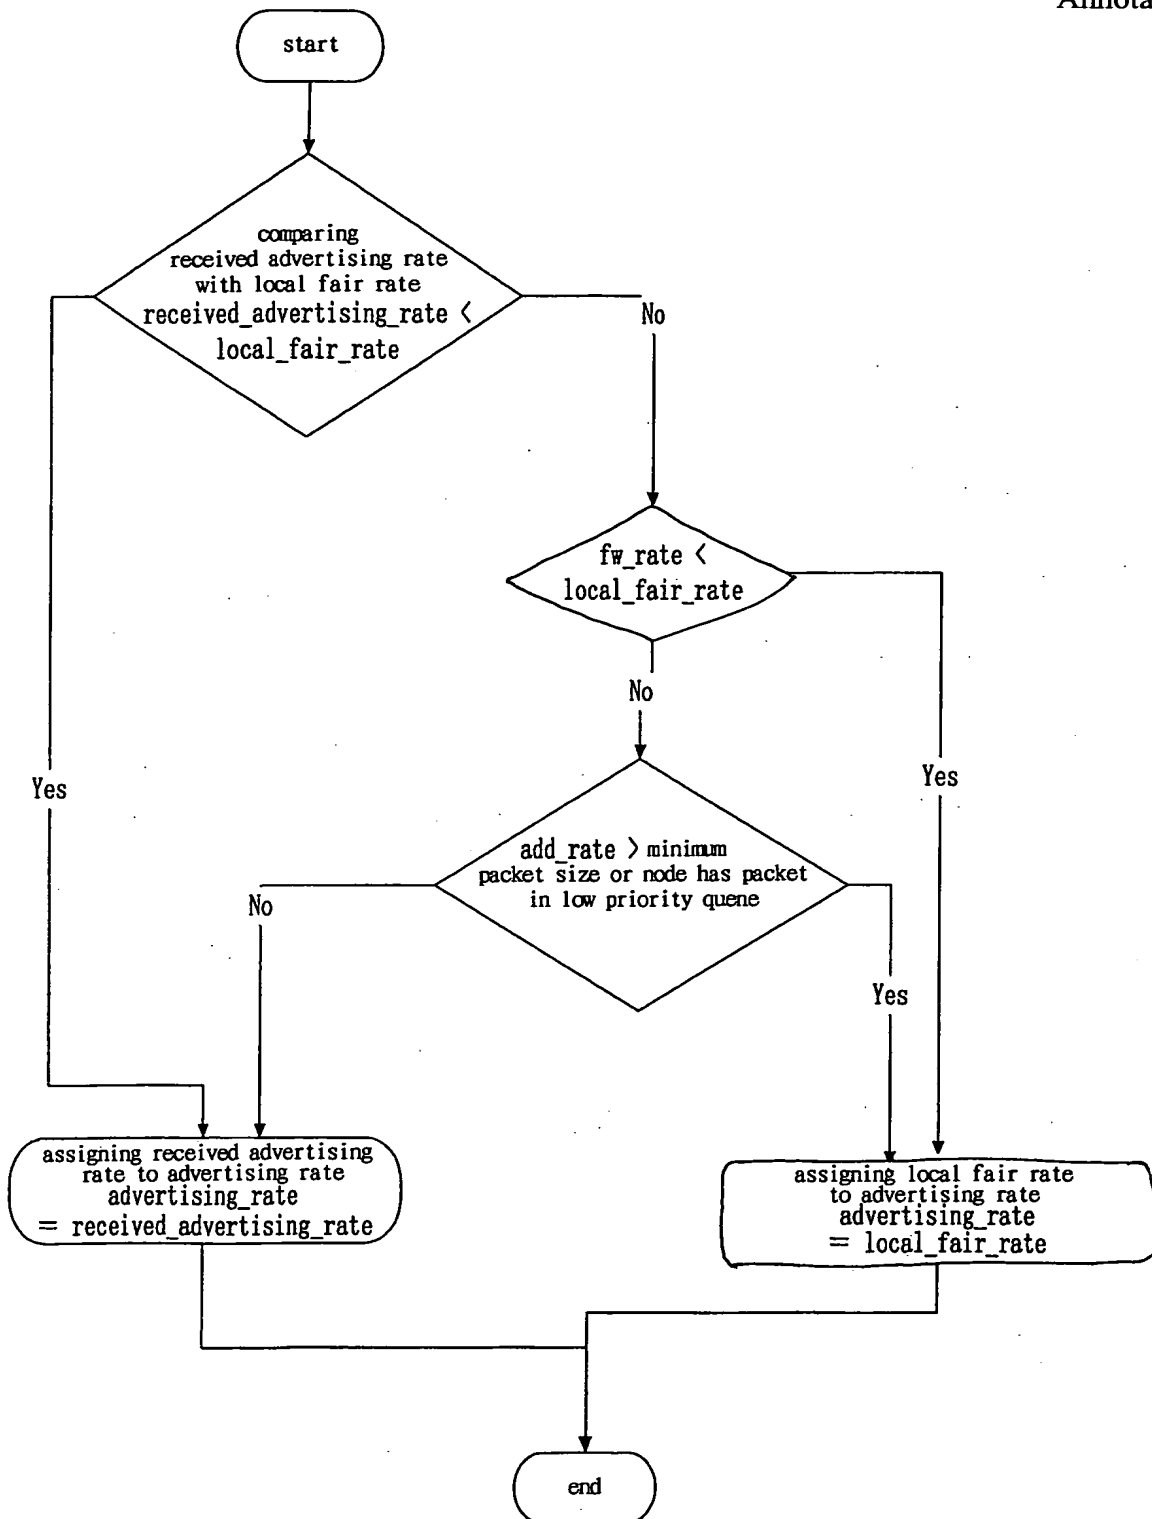 Annota
start
comparing
received advertising rate
with local fair rate
received_advertising_rate <
local_fair_rate
No
fw_rate <
local_fair_rate
No
Yes
Yes
add_rate > minimum
packet size or node has packet
in low priority quene
No
Yes
assigning received advertising
rate to advertising rate
advertising_rate
= received_advertising_rate
assigning local fair rate
to advertising rate
advertising_rate
= local_fair_rate
end